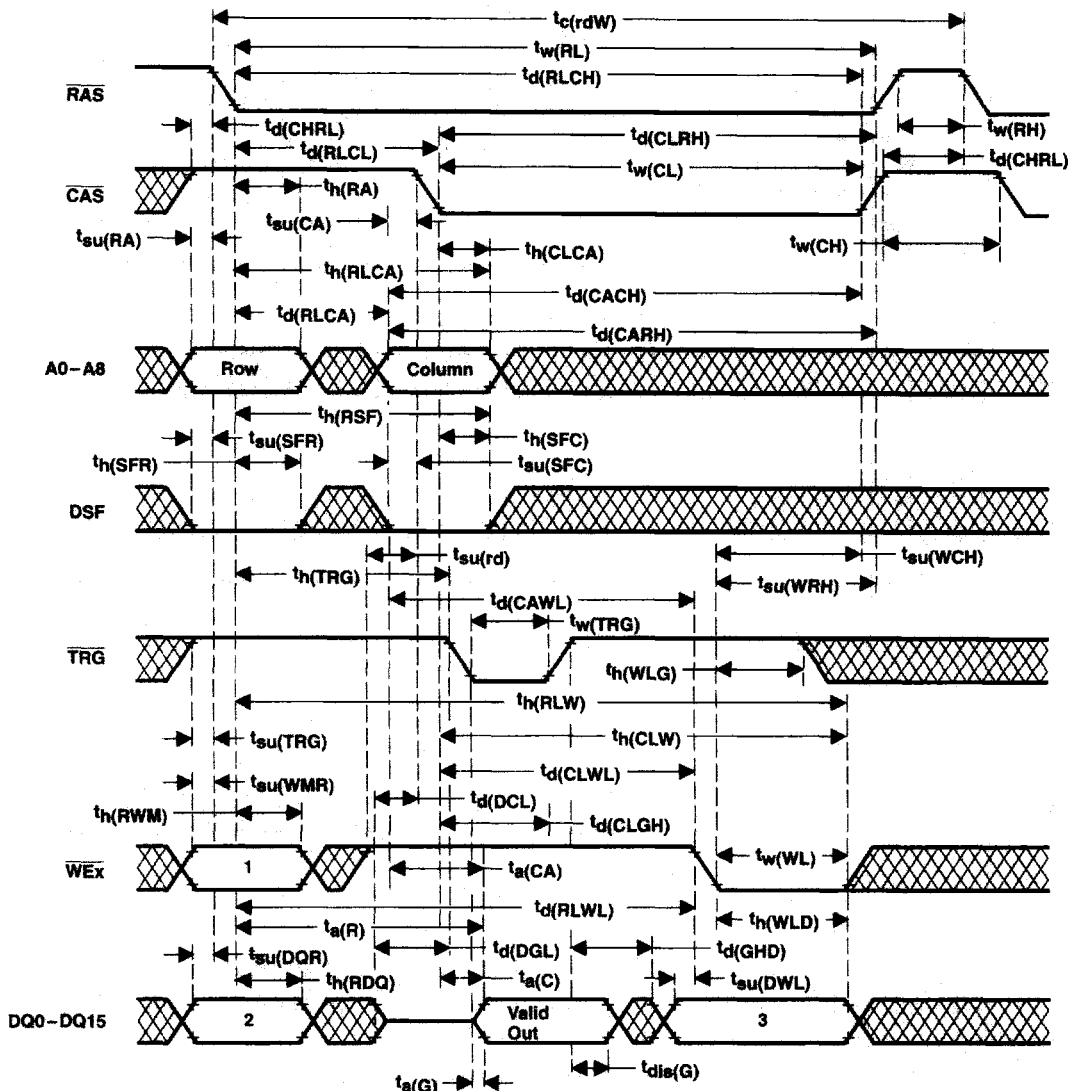 tc(rdW)
tw(RL)
td(RLCH)
RAS
td(CHRL)
td(CLRH)
tw(RH)
td(RLCL)
tw(CL)
td(CHRL)
CAS
th(RA)
tsu(CA)
tsu(RA)
th(CLCA)
tw(CH)
th(RLCA)
td(CACH)
td(RLCA)
td(CARH)
A0–A8
Row
Column
th(RSF)
tsu(SFR)
th(SFC)
th(SFR)
tsu(SFC)
DSF
tsu(rd)
tsu(WCH)
th(TRG)
tsu(WRH)
td(CAWL)
tw(TRG)
TRG
th(WLG)
th(RLW)
tsu(TRG)
th(CLW)
tsu(WMR)
td(CLWL)
th(RWM)
td(DCL)
td(CLGH)
WEx
1
ta(CA)
tw(WL)
td(RLWL)
th(WLD)
ta(R)
tsu(DQR)
td(DGL)
td(GHD)
th(RDQ)
ta(C)
tsu(DWL)
DQ0–DQ15
2
Valid
Out
3
ta(G)
tdis(G)